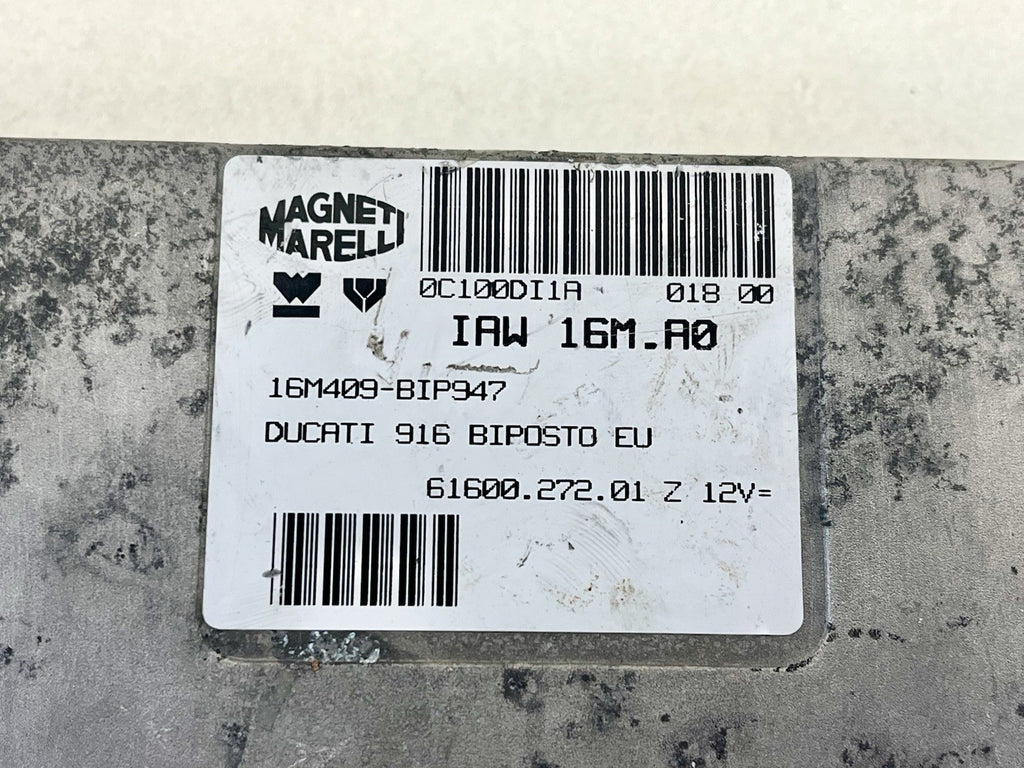 MAGNETI
MARELLI
0C100DI1A 018 00
IAW 16M.A0
16M409-BIP947
DUCATI 916 BIPOSTO EU
61600.272.01 Z 12V=